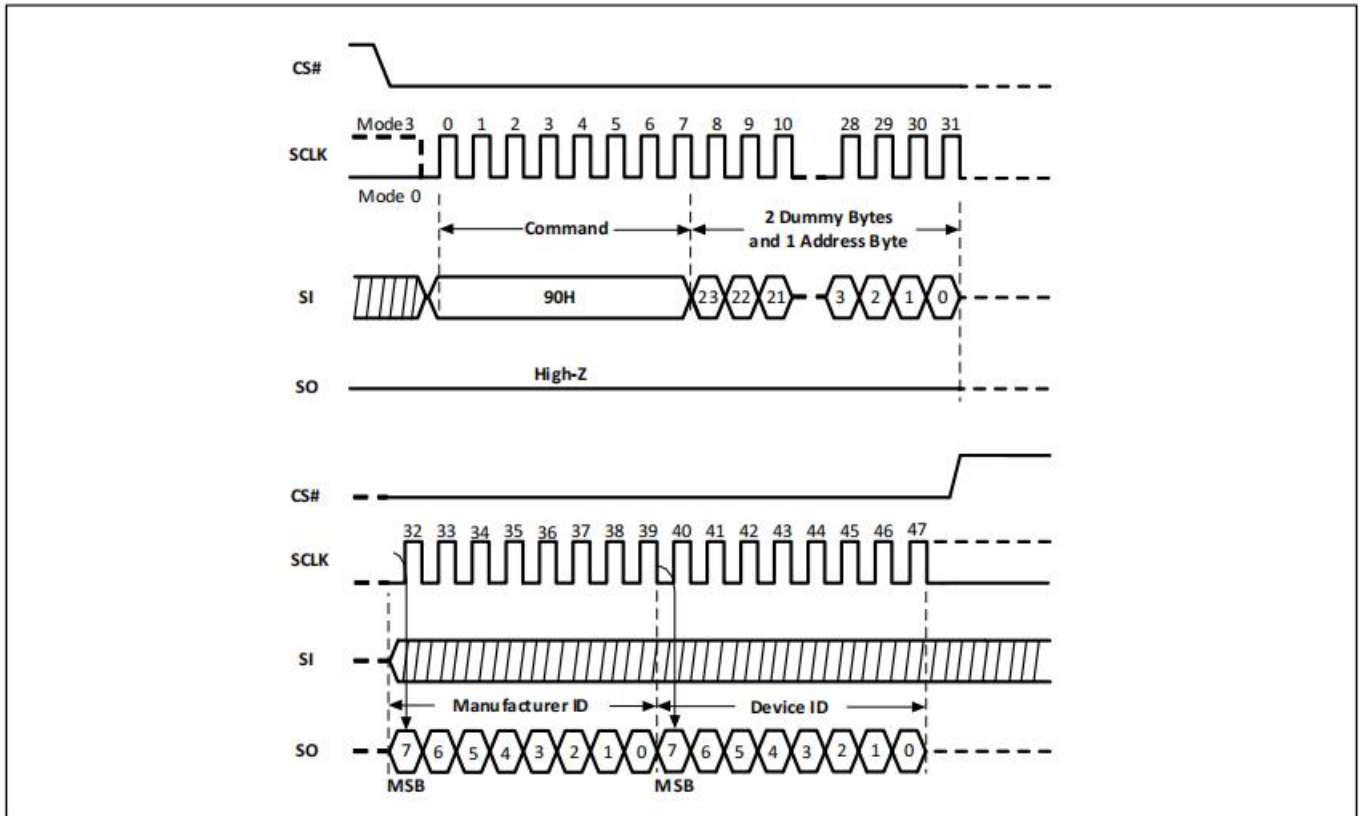 CS#
Mode3 0 1 2 3 4 5 6 7 8 9 10 28 29 30 31
SCLK
Mode 0
Command
2 Dummy Bytes
and 1 Address Byte
SI 90H 23 22 21 3 2 1 0
High-Z
SO
CS#
32 33 34 35 36 37 38 39 40 41 42 43 44 45 46 47
SCLK
SI
Manufacturer ID Device ID
SO 7 6 5 4 3 2 1 0 7 6 5 4 3 2 1 0
MSB MSB